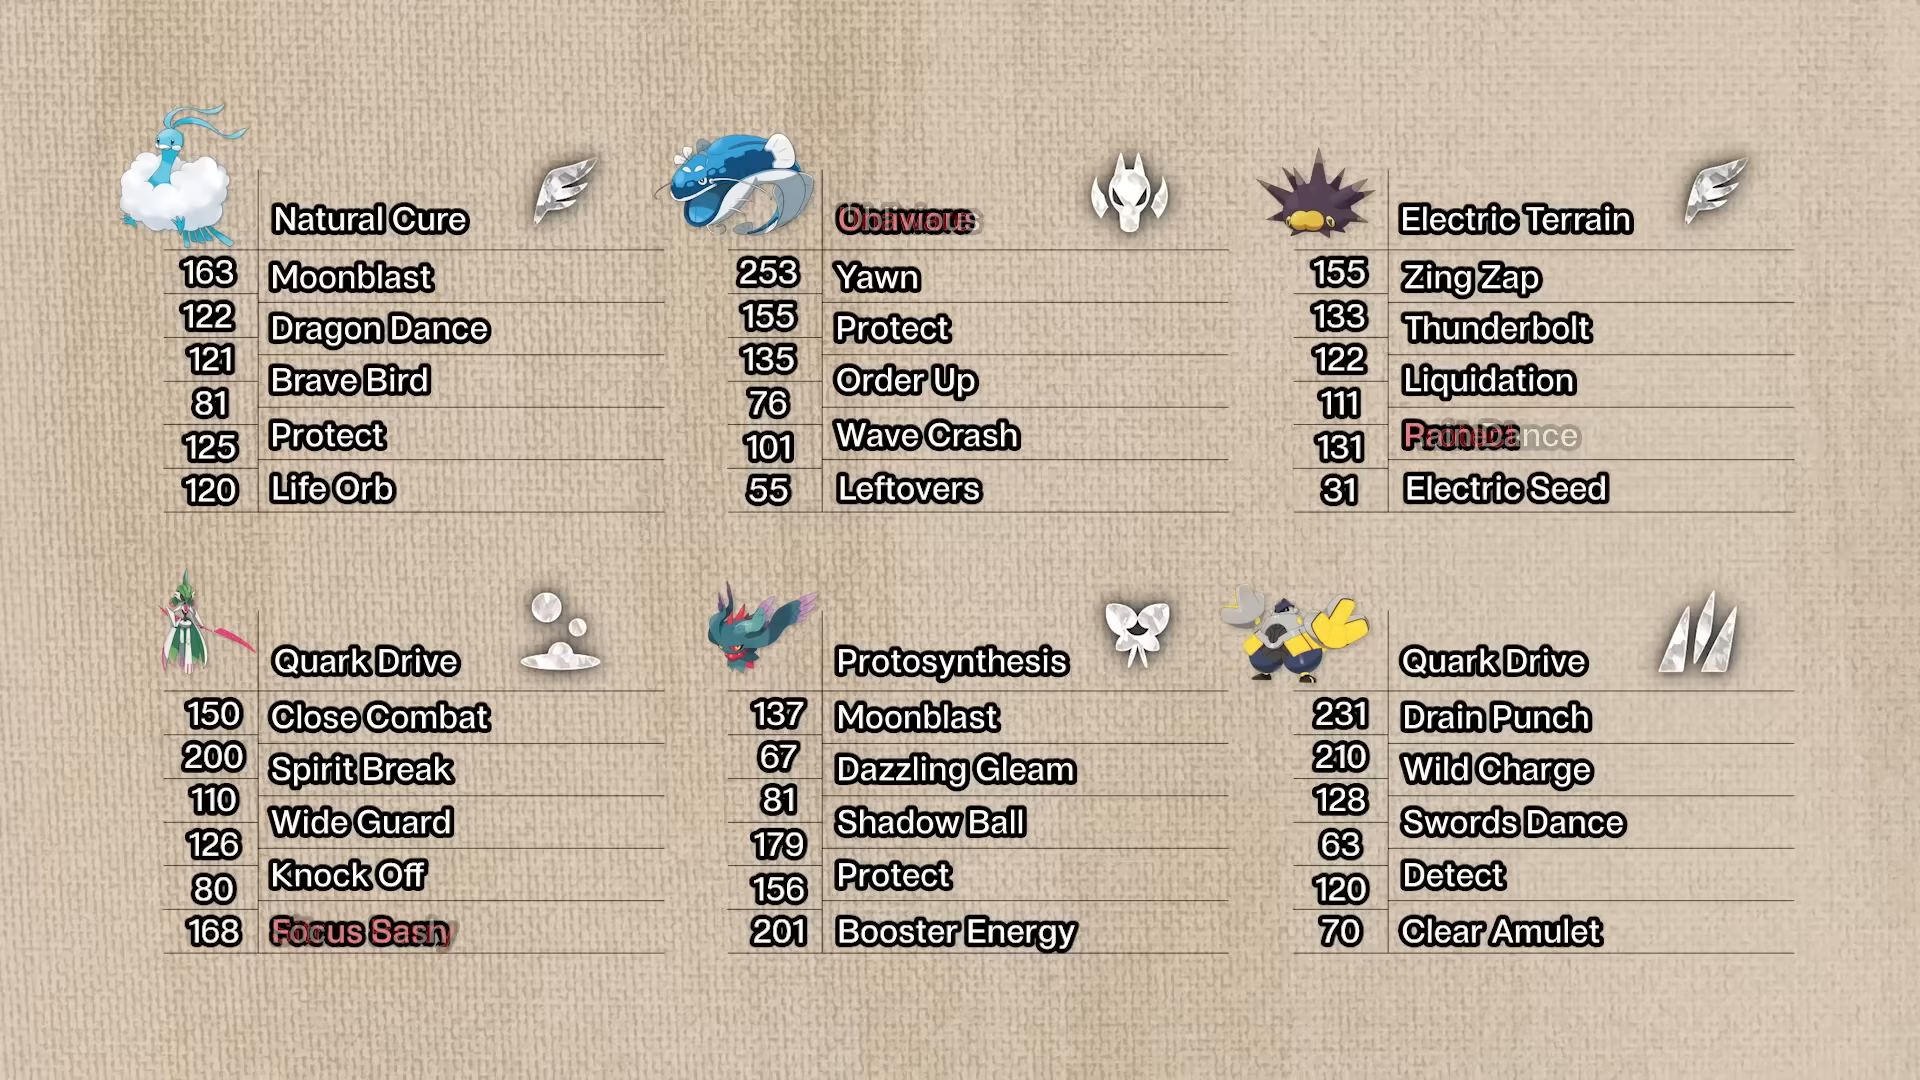 Natural Cure
163
122
121
81
125
120
Moonblast
Dragon Dance
Brave Bird
Protect
Life Orb
253
155
135
76
101
55
Yawn
Protect
Order Up
Wave Crash
Leftovers
Electric Terrain
155
133
122
111
131
31
Zing Zap
Thunderbolt
Liquidation
Electric Seed
Quark Drive
150
200
110
126
80
168
Close Combat
Spirit Break
Wide Guard
Knock Off
Protosynthesis
137
67
81
179
156
201
Moonblast
Dazzling Gleam
Shadow Ball
Protect
Booster Energy
Quark Drive
231
210
128
63
120
70
Drain Punch
Wild Charge
Swords Dance
Detect
Clear Amulet